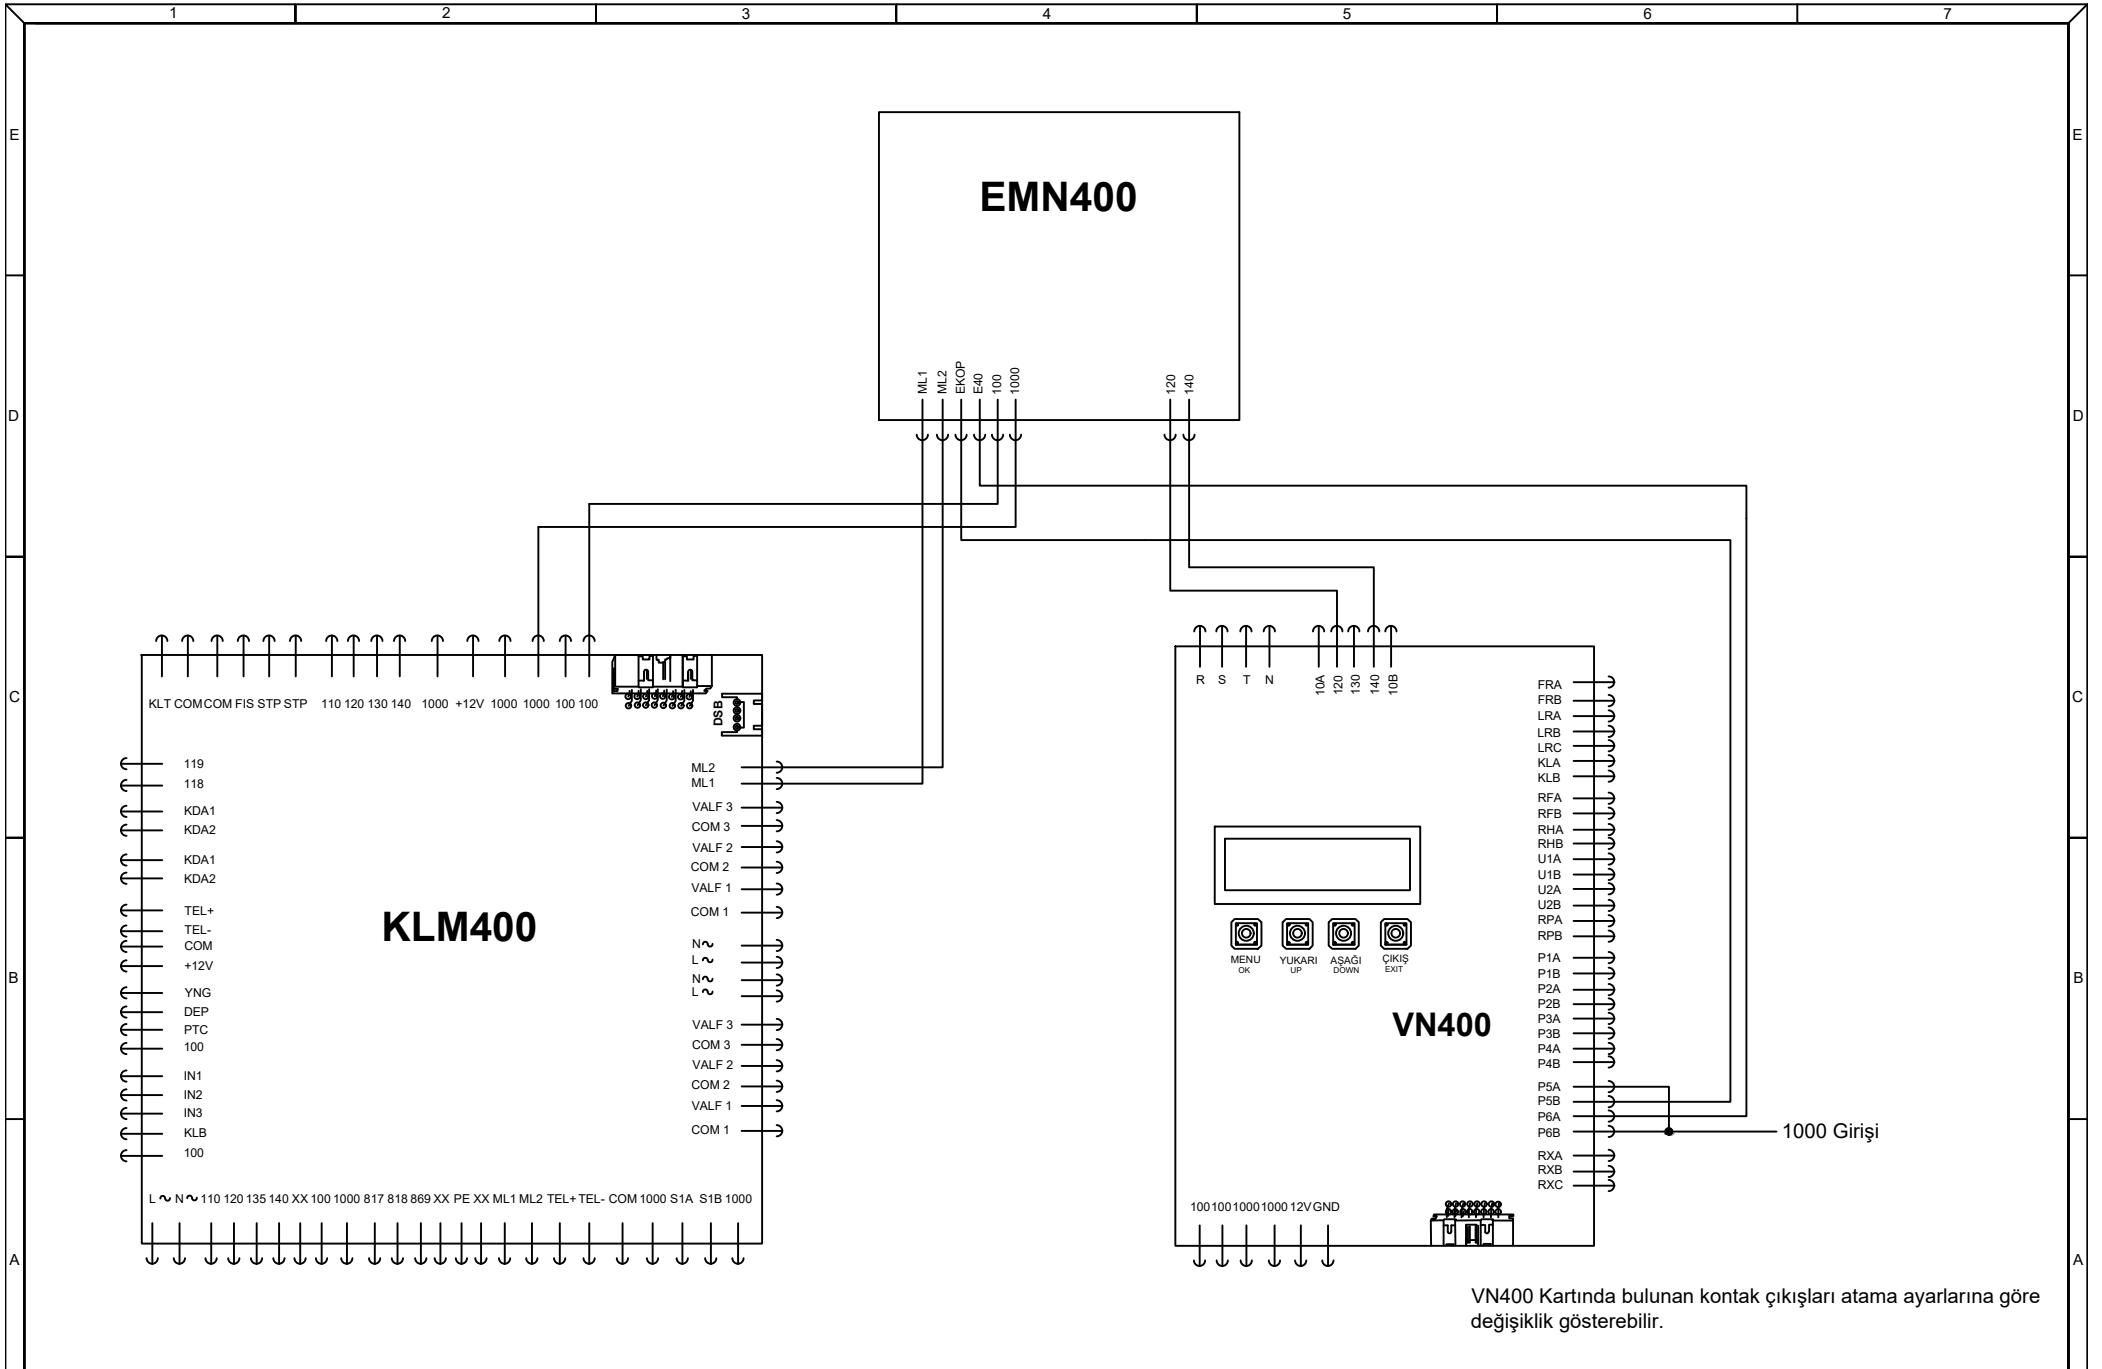 1 2 3 4 5 6 7
E E
EMN400
ML1 ML2 EKOP E40 100 1000 120 140
D D
C C
KLT COM COM FIS STP STP 110 120 130 140 1000 +12V 1000 1000 100 100
DSB
119
118
KDA1
KDA2
KDA1
KDA2
TEL+
TEL-
COM
+12V
YNG
DEP
PTC
100
IN1
IN2
IN3
KLB
100
KLM400
ML2
ML1
VALF 3
COM 3
VALF 2
COM 2
VALF 1
COM 1
N~
L~
N~
L~
VALF 3
COM 3
VALF 2
COM 2
VALF 1
COM 1
L~ N~ 110 120 135 140 XX 100 1000 817 818 869 XX PE XX ML1 ML2 TEL+ TEL- COM 1000 S1A S1B 1000
R S T N 10A 120 130 140 10B
FRA
FRB
LRA
LRB
LRC
KLA
KLB
RFA
RFB
RHA
RHB
U1A
U1B
U2A
U2B
RPA
RPB
P1A
P1B
P2A
P2B
P3A
P3B
P4A
P4B
P5A
P5B
P6A
P6B
RXA
RXB
RXC
MENU YUKARI AŞAĞI ÇIKIŞ
OK UP DOWN EXIT
VN400
B B
1000 Girişi
100 100 1000 1000 12V GND
A A
VN400 Kartında bulunan kontak çıkışları atama ayarlarına göre
değişiklik gösterebilir.